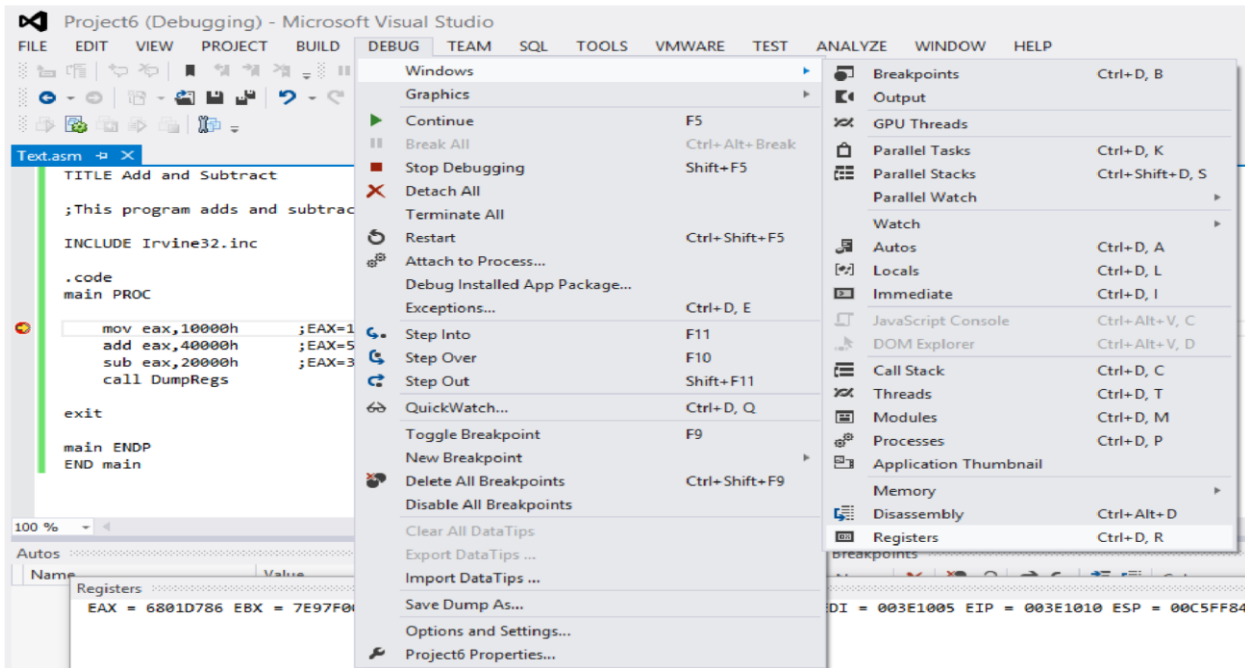 Project6 (Debugging) - Microsoft Visual Studio
FILE EDIT VIEW PROJECT BUILD DEBUG TEAM SQL TOOLS VMWARE TEST ANALYZE WINDOW HELP
Text.asm
TITLE Add and Subtract
;This program adds and subtrac
INCLUDE Irvine32.inc
.code
main PROC
mov eax,10000h ;EAX=1
add eax,40000h ;EAX=5
sub eax,20000h ;EAX=3
call DumpRegs
exit
main ENDP
END main
100 %
Autos
Name Value
Registers
EAX = 6801D786 EBX = 7E97F0
Windows
Graphics
Continue F5
Break All Ctrl+Alt+Break
Stop Debugging Shift+F5
Detach All
Terminate All
Restart Ctrl+Shift+F5
Attach to Process...
Debug Installed App Package...
Exceptions... Ctrl+D, E
Step Into F11
Step Over F10
Step Out Shift+F11
QuickWatch... Ctrl+D, Q
Toggle Breakpoint F9
New Breakpoint
Delete All Breakpoints Ctrl+Shift+F9
Disable All Breakpoints
Clear All DataTips
Export DataTips ...
Import DataTips ...
Save Dump As...
Options and Settings...
Project6 Properties...
Breakpoints Ctrl+D, B
Output
GPU Threads
Parallel Tasks Ctrl+D, K
Parallel Stacks Ctrl+Shift+D, S
Parallel Watch
Watch
Autos Ctrl+D, A
Locals Ctrl+D, L
Immediate Ctrl+D, I
JavaScript Console Ctrl+Alt+V, C
DOM Explorer Ctrl+Alt+V, D
Call Stack Ctrl+D, C
Threads Ctrl+D, T
Modules Ctrl+D, M
Processes Ctrl+D, P
Application Thumbnail
Memory
Disassembly Ctrl+Alt+D
Registers Ctrl+D, R
Breakpoints
DI = 003E1005 EIP = 003E1010 ESP = 00C5FF84